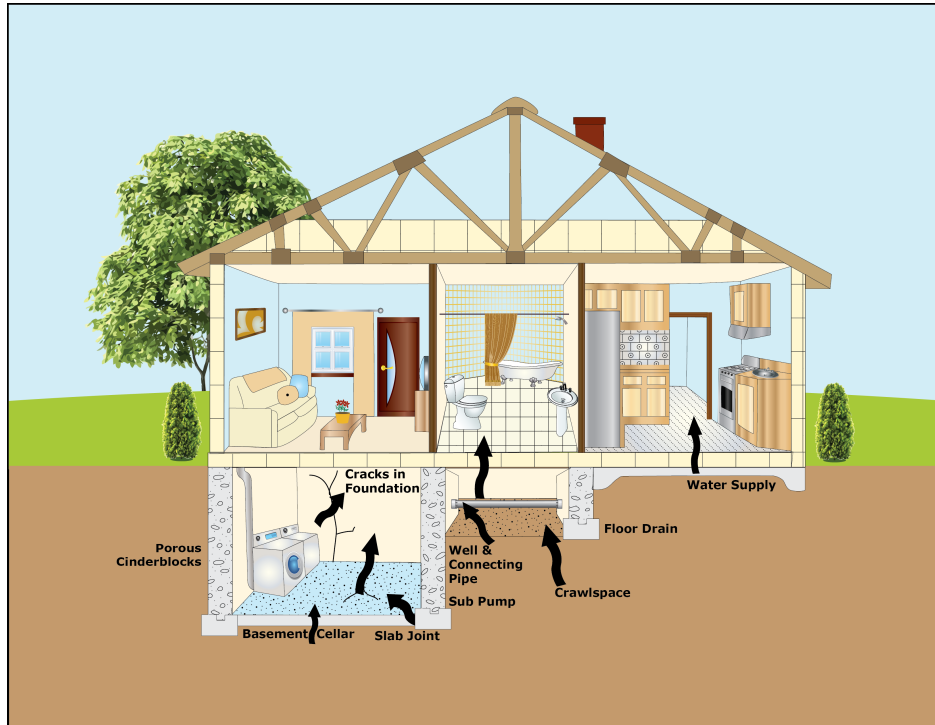 Cracks in
Foundation
Water Supply
Floor Drain
Porous
Cinderblocks
Well &
Connecting
Pipe
Crawlspace
Sub Pump
Basement Cellar
Slab Joint